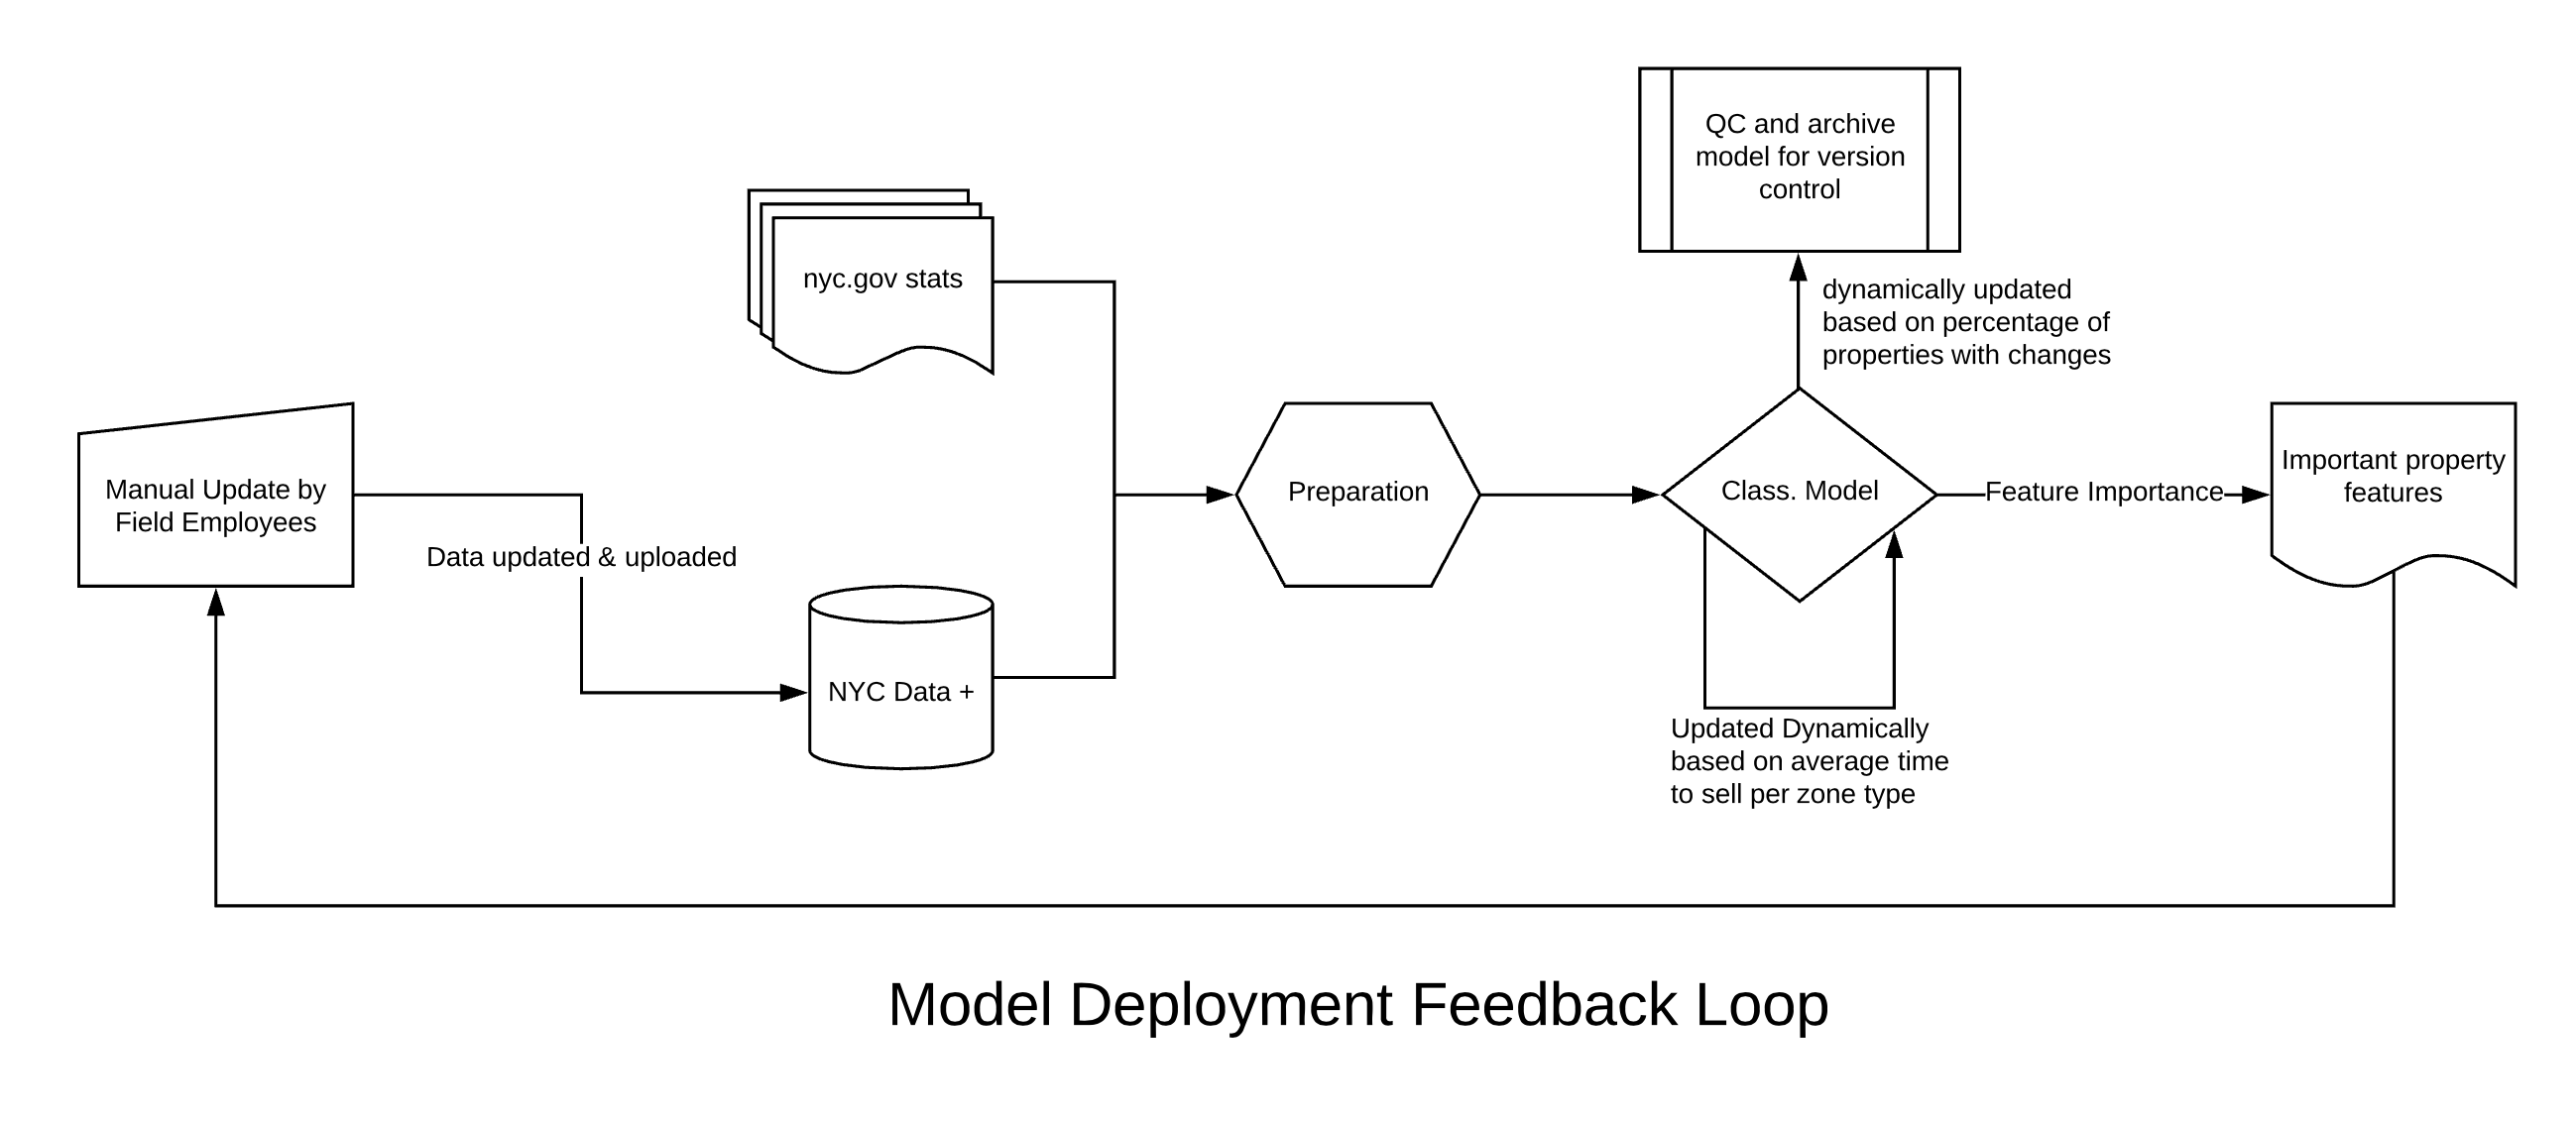 QC and archive
model for version
control
nyc.gov stats
dynamically updated
based on percentage of
properties with changes
Manual Update by
Field Employees
Data updated & uploaded
NYC Data +
Preparation
Class. Model
Feature Importance
Important property
features
Updated Dynamically
based on average time
to sell per zone type
Model Deployment Feedback Loop